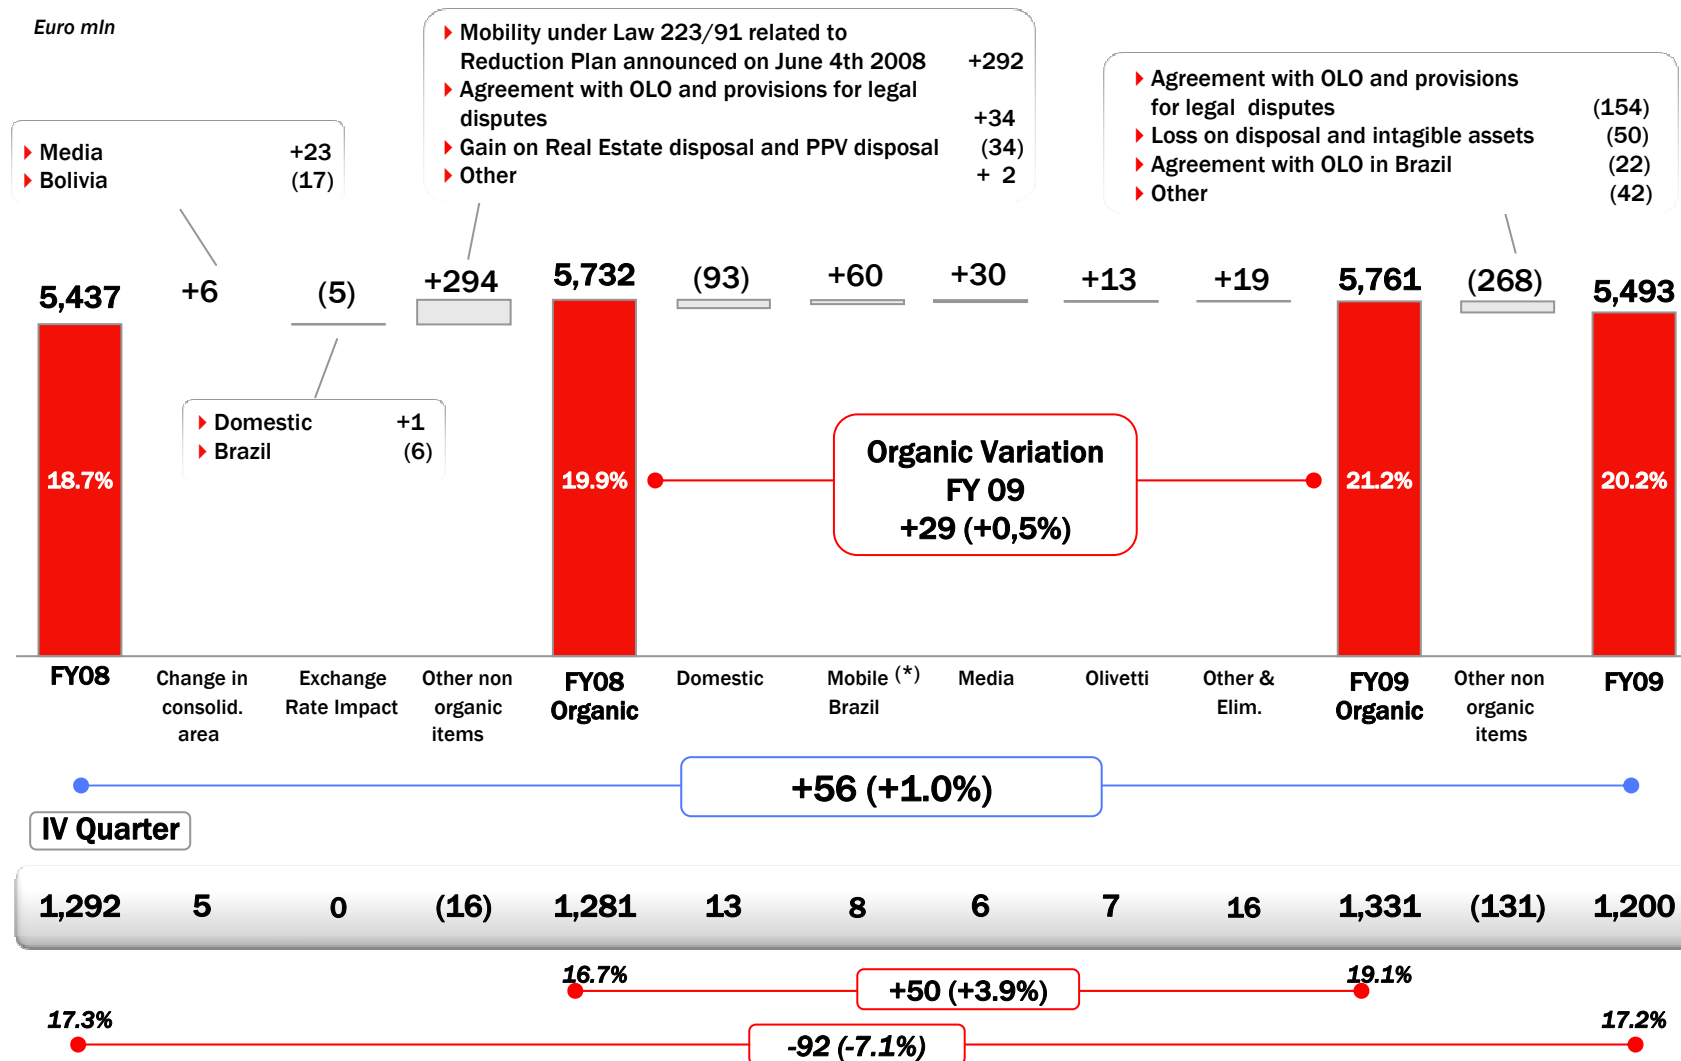 Euro mln
Mobility under Law 223/91 related to
Reduction Plan announced on June 4th 2008 +292
Agreement with OLO and provisions for legal
disputes +34
Gain on Real Estate disposal and PPV disposal (34)
Other + 2
Agreement with OLO and provisions
for legal disputes (154)
Loss on disposal and intagible assets (50)
Agreement with OLO in Brazil (22)
Other (42)
Media +23
Bolivia (17)
5,437 +6 (5) +294 5,732 (93) +60 +30 +13 +19 5,761 (268) 5,493
Domestic +1
Brazil (6)
18.7% 19.9% 21.2% 20.2%
Organic Variation
FY 09
+29 (+0,5%)
FY08
Change in
consolid.
area
Exchange
Rate Impact
Other non
organic
items
FY08
Organic
Domestic
Mobile (*)
Brazil
Media
Olivetti
Other &
Elim.
FY09
Organic
Other non
organic
items
FY09
+56 (+1.0%)
IV Quarter
1,292 5 0 (16) 1,281 13 8 6 7 16 1,331 (131) 1,200
16.7% +50 (+3.9%) 19.1%
17.3% -92 (-7.1%) 17.2%